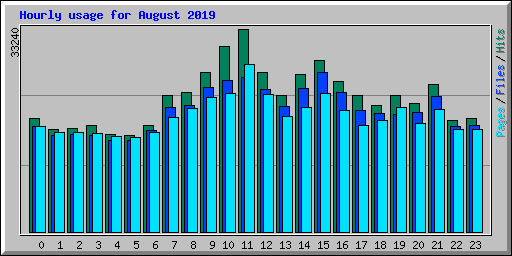 Hourly usage for August 2019
33240
Pages/Files/Hits
0 1 2 3 4 5 6 7 8 9 10 11 12 13 14 15 16 17 18 19 20 21 22 23